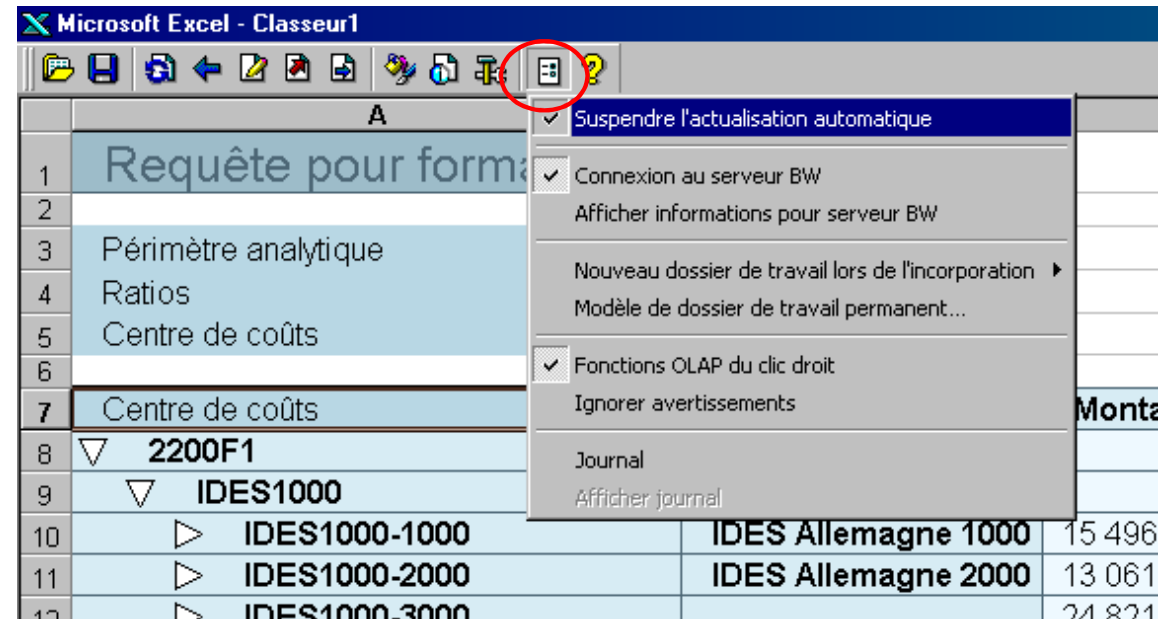 Microsoft Excel - Classeur1
A
Suspendre l'actualisation automatique
1 Requête pour forma
Connexion au serveur BW
2
Afficher informations pour serveur BW
3 Périmètre analytique
Nouveau dossier de travail lors de l'incorporation
4 Ratios
Modèle de dossier de travail permanent...
5 Centre de coûts
6
Fonctions OLAP du clic droit
7 Centre de coûts
Ignorer avertissements
Monta
8 2200F1
Journal
9 IDES1000
Afficher journal
10 IDES1000-1000 IDES Allemagne 1000 15 496
11 IDES1000-2000 IDES Allemagne 2000 13 061
12 IDES1000-3000 24 821